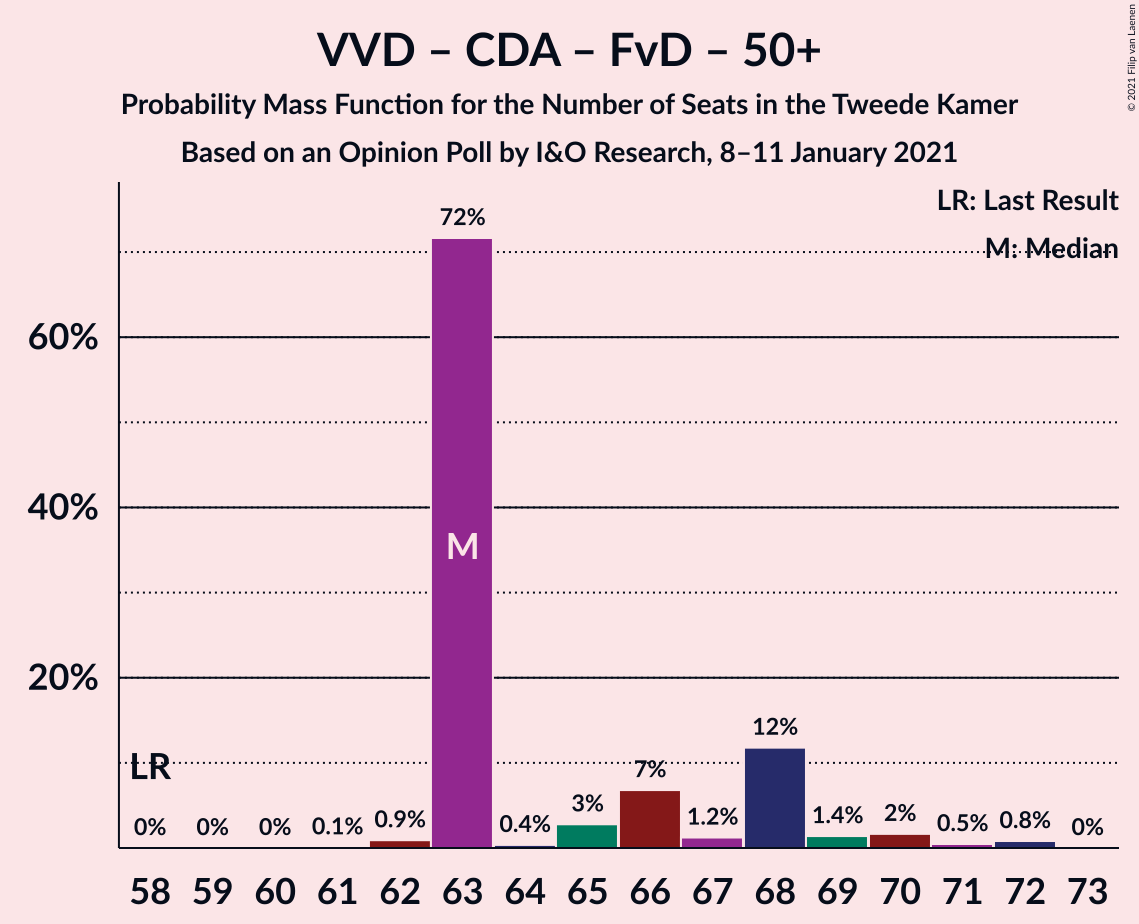 VVD – CDA – FvD – 50+
Probability Mass Function for the Number of Seats in the Tweede Kamer
Based on an Opinion Poll by I&O Research, 8–11 January 2021
© 2021 Filip van Laenen
LR: Last Result
M: Median
60%
40%
20%
LR
M
0% 0% 0% 0.1% 0.9% 72% 0.4% 3% 7% 1.2% 12% 1.4% 2% 0.5% 0.8% 0%
58 59 60 61 62 63 64 65 66 67 68 69 70 71 72 73